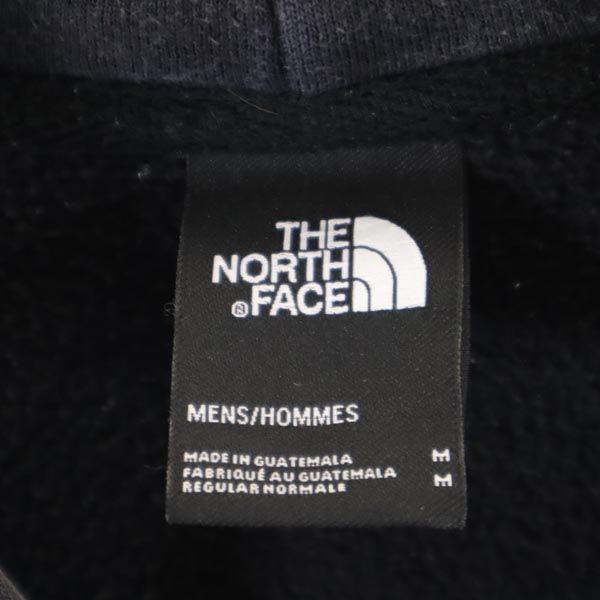 THE
NORTH
® FACE
MENS/HOMMES
MADE IN GUATEMALA M
FABRIQUÉ AU GUATEMALA M
REGULAR NORMALE